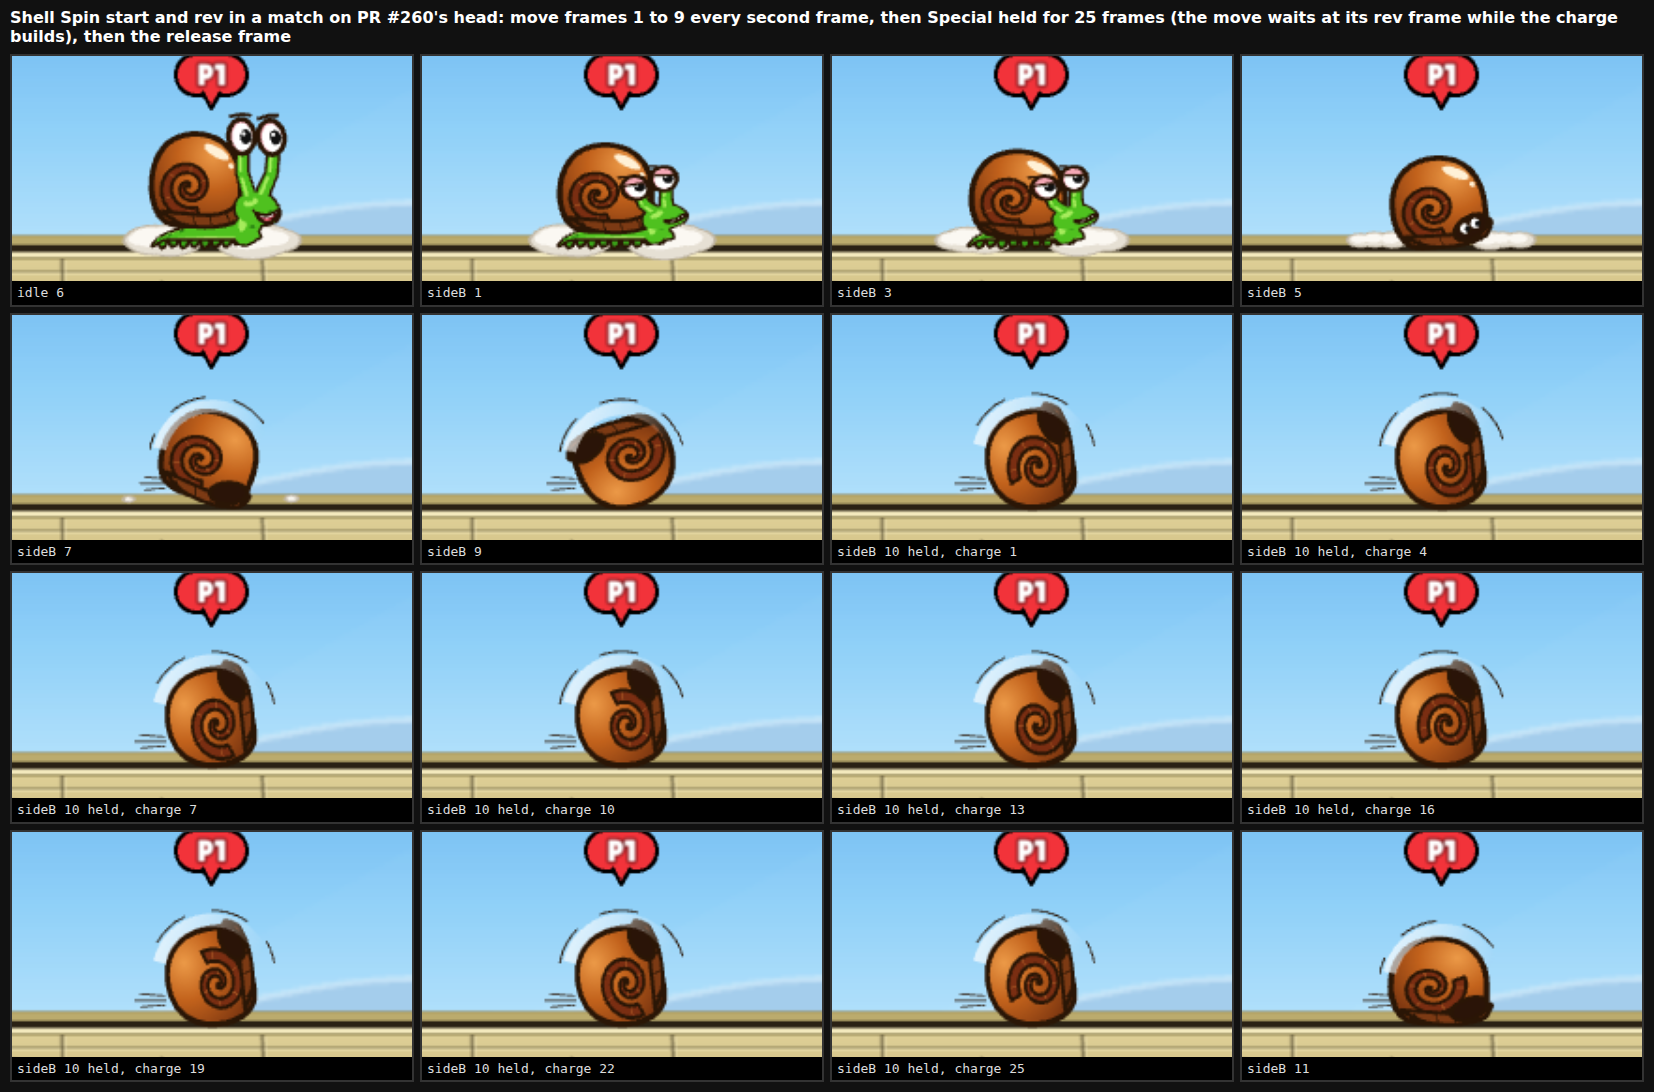 Shell Spin start and rev in a match on PR #260's head: move frames 1 to 9 every second frame, then Special held for 25 frames (the move waits at its rev frame while the charge
builds), then the release frame
P1
P1
P1
P1
idle 6
sideB 1
sideB 3
sideB 5
P1
P1
P1
P1
sideB 7
sideB 9
sideB 10 held, charge 1
sideB 10 held, charge 4
P1
P1
P1
P1
sideB 10 held, charge 7
sideB 10 held, charge 10
sideB 10 held, charge 13
sideB 10 held, charge 16
P1
P1
P1
P1
sideB 10 held, charge 19
sideB 10 held, charge 22
sideB 10 held, charge 25
sideB 11